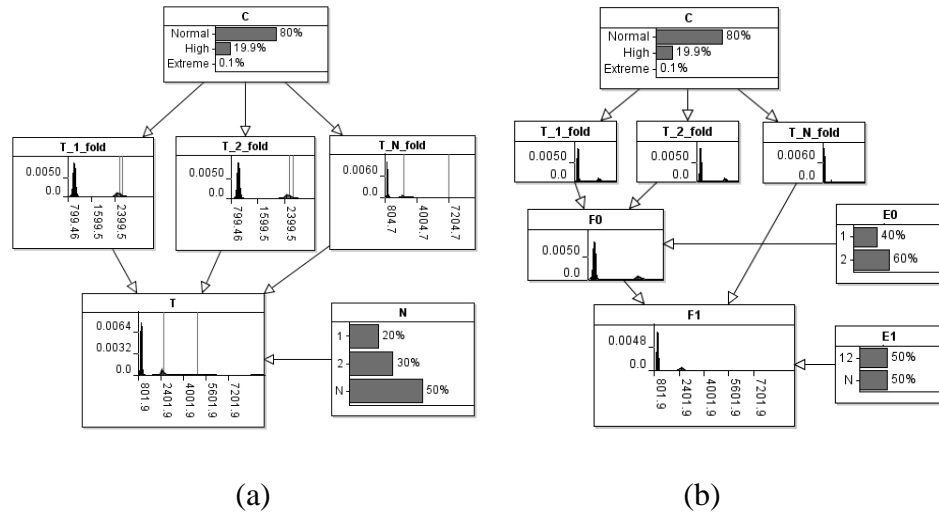 C
Normal 80%
High 19.9%
Extreme 0.1%
T_1_fold
0.0050
0.0
799.46 1599.5 2399.5
T_2_fold
0.0050
0.0
799.46 1599.5 2399.5
T_N_fold
0.0060
0.0
804.7 4004.7 7204.7
T
0.0064
0.0032
0.0
801.9 2401.9 4001.9 5601.9 7201.9
N
1 20%
2 30%
N 50%
(a)
C
Normal 80%
High 19.9%
Extreme 0.1%
T_1_fold
0.0050
0.0
T_2_fold
0.0050
0.0
T_N_fold
0.0060
0.0
F0
0.0050
0.0
E0
1 40%
2 60%
F1
0.0048
0.0
801.9 2401.9 4001.9 5601.9 7201.9
E1
12 50%
N 50%
(b)